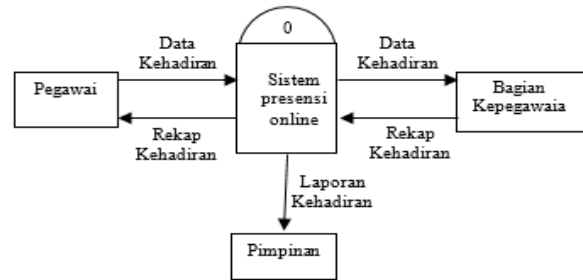 0
Data
Kehadiran
Data
Kehadiran
Pegawai
Sistem
presensi
online
Bagian
Kepegawaia
Rekap
Kehadiran
Rekap
Kehadiran
Laporan
Kehadiran
Pimpinan